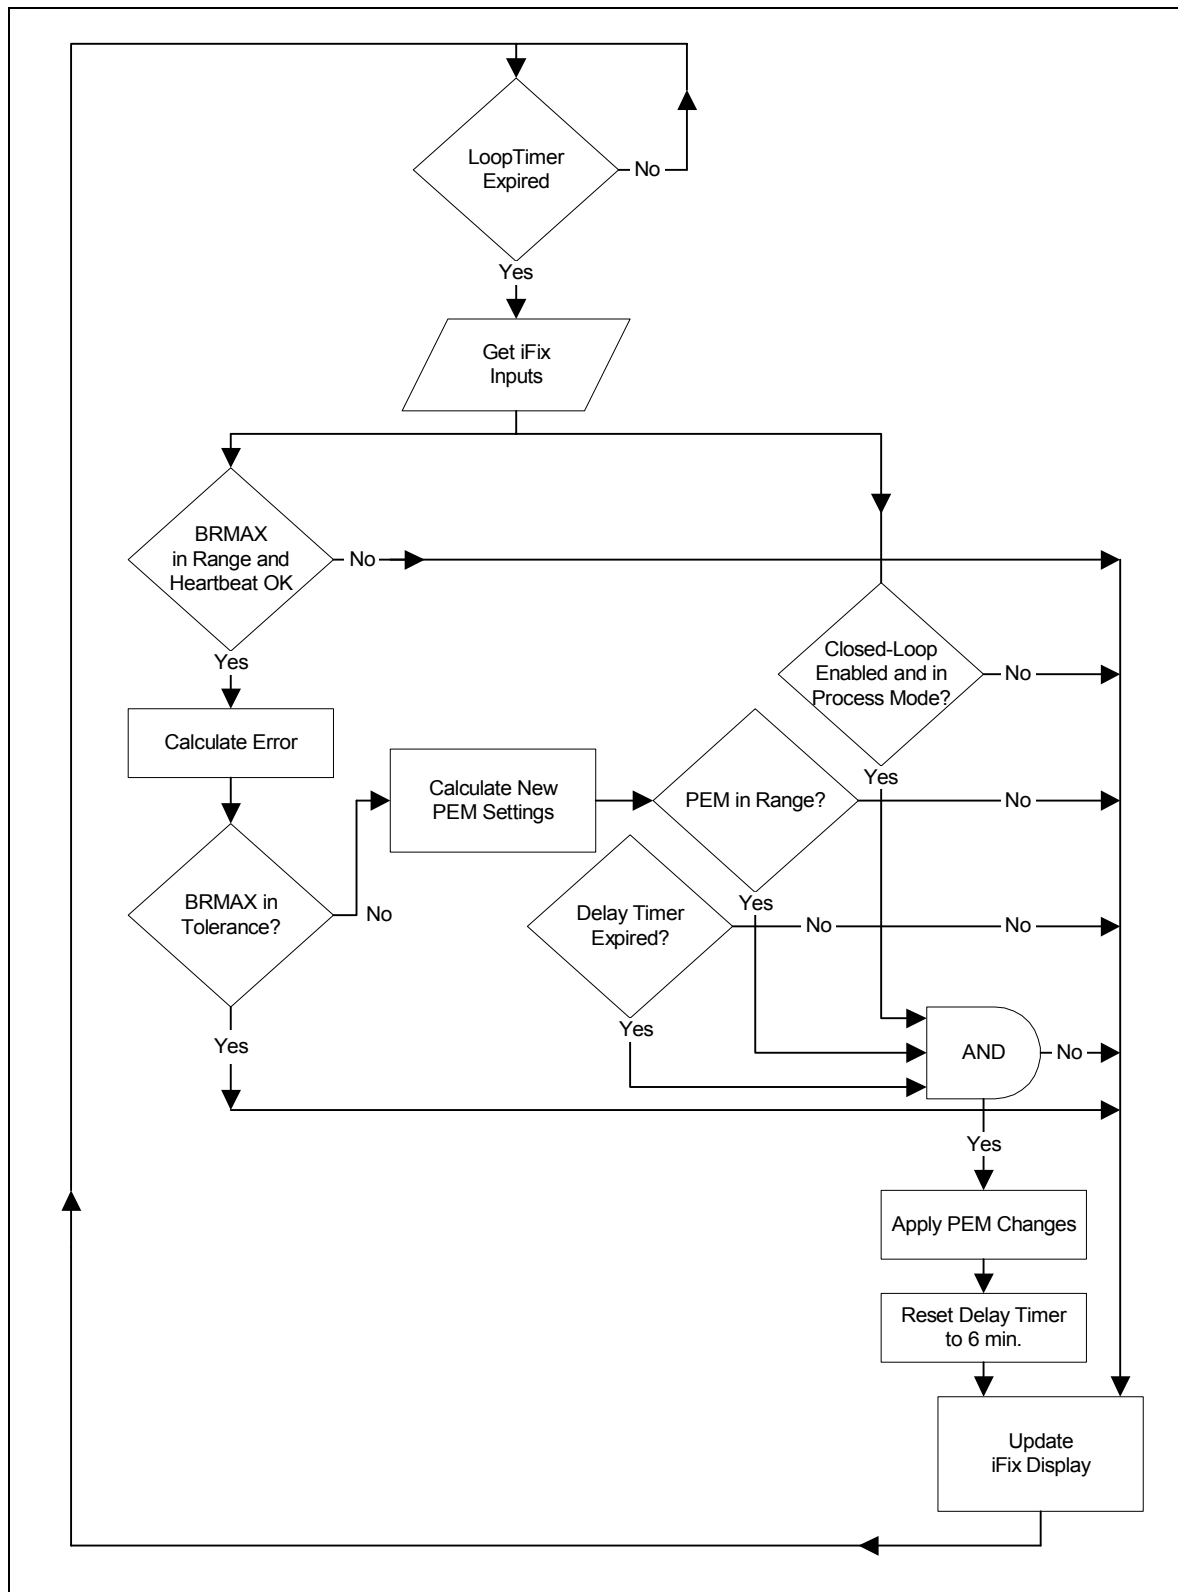 LoopTimer
Expired
No
Yes
Get iFix
Inputs
BRMAX
in Range and
Heartbeat OK
No
Yes
Closed-Loop
Enabled and in
Process Mode?
No
Yes
Calculate Error
Calculate New
PEM Settings
PEM in Range?
No
Yes
BRMAX in
Tolerance?
No
Yes
Delay Timer
Expired?
No
No
Yes
AND
No
Yes
Apply PEM Changes
Reset Delay Timer
to 6 min.
Update
iFix Display